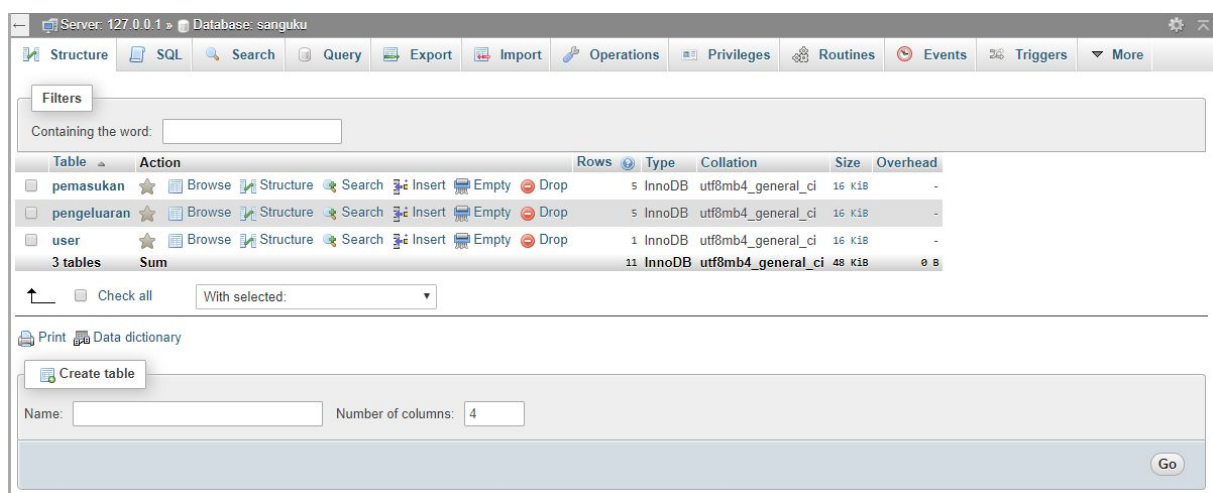 Server: 127.0.0.1 » Database: sanguku
Structure SQL Search Query Export Import Operations Privileges Routines Events Triggers More
Filters
Containing the word:
Table Action Rows Type Collation Size Overhead
pemasukan Browse Structure Search Insert Empty Drop 5 InnoDB utf8mb4_general_ci 16 KiB -
pengeluaran Browse Structure Search Insert Empty Drop 5 InnoDB utf8mb4_general_ci 16 KiB -
user Browse Structure Search Insert Empty Drop 1 InnoDB utf8mb4_general_ci 16 KiB -
3 tables Sum 11 InnoDB utf8mb4_general_ci 48 KiB 0 B
Check all With selected:
Print Data dictionary
Create table
Name: Number of columns: 4
Go